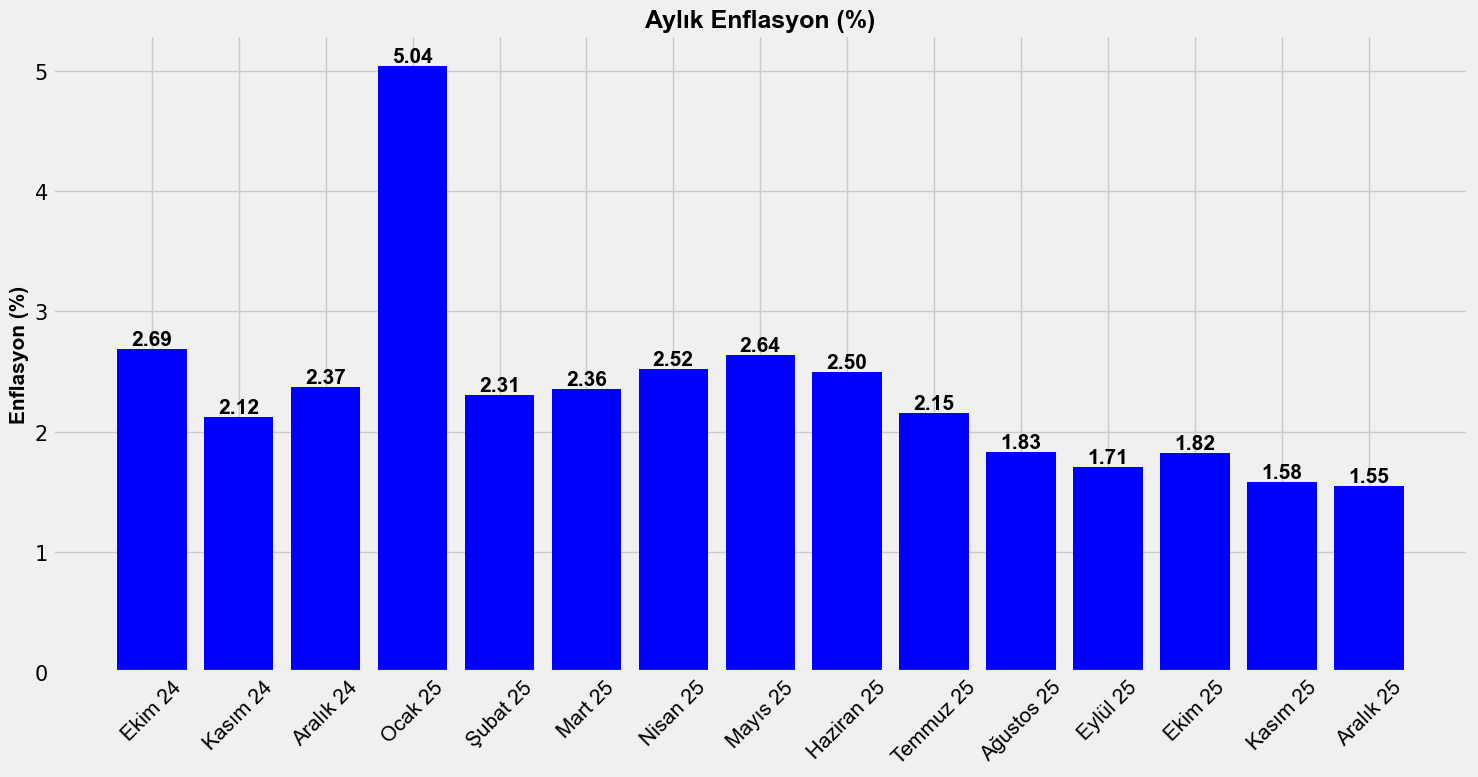 Aylık Enflasyon (%)
Enflasyon (%)
5
4
3
2
1
0
2.69
2.12
2.37
5.04
2.31
2.36
2.52
2.64
2.50
2.15
1.83
1.71
1.82
1.58
1.55
Ekim 24
Kasım 24
Aralık 24
Ocak 25
Şubat 25
Mart 25
Nisan 25
Mayıs 25
Haziran 25
Temmuz 25
Ağustos 25
Eylül 25
Ekim 25
Kasım 25
Aralık 25